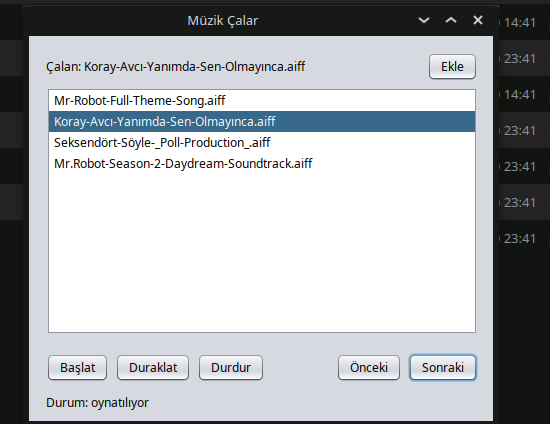 Müzik Çalar
14:41
Çalan: Koray-Avcı-Yanımda-Sen-Olmayınca.aiff
Ekle
23:41
Mr-Robot-Full-Theme-Song.aiff
14:41
Koray-Avcı-Yanımda-Sen-Olmayınca.aiff
23:41
Seksendört-Söyle-_Poll-Production_.aiff
Mr.Robot-Season-2-Daydream-Soundtrack.aiff
23:41
23:41
23:41
Başlat Duraklat Durdur Önceki Sonraki
Durum: oynatılıyor